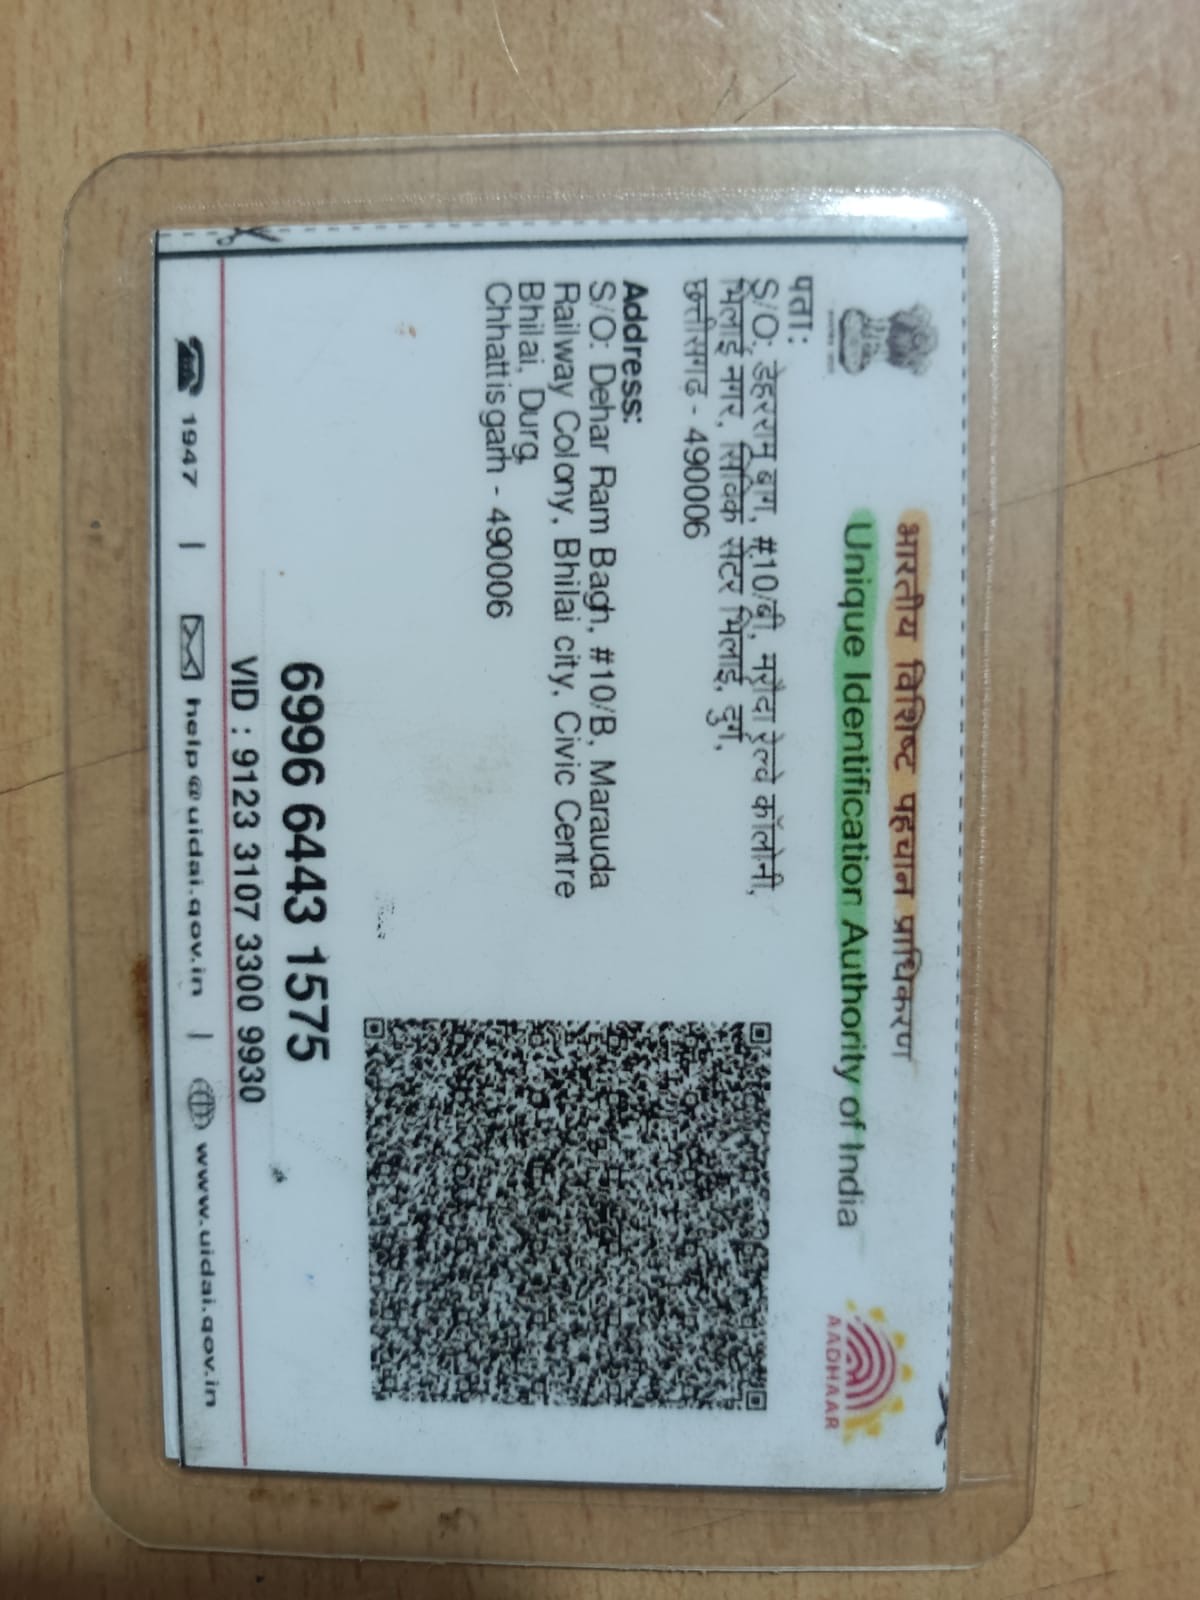 भारतीय विशिष्ट पहचान प्राधिकरण
Unique Identification Authority of India
AADHAAR
पता:
S/O: डेहरराम बाग, #10/बी, मरौदा रेल्वे कॉलोनी,
भिलाई नगर, सिविक सेंटर भिलाई, दुर्ग,
छत्तीसगढ़ - 490006
Address:
S/O: Dehar Ram Bagh, #10/B, Marauda
Railway Colony, Bhilai city, Civic Centre
Bhilai, Durg,
Chhattisgarh - 490006
6996 6443 1575
VID : 9123 3107 3300 9930
1947 | help@uidai.gov.in | www.uidai.gov.in